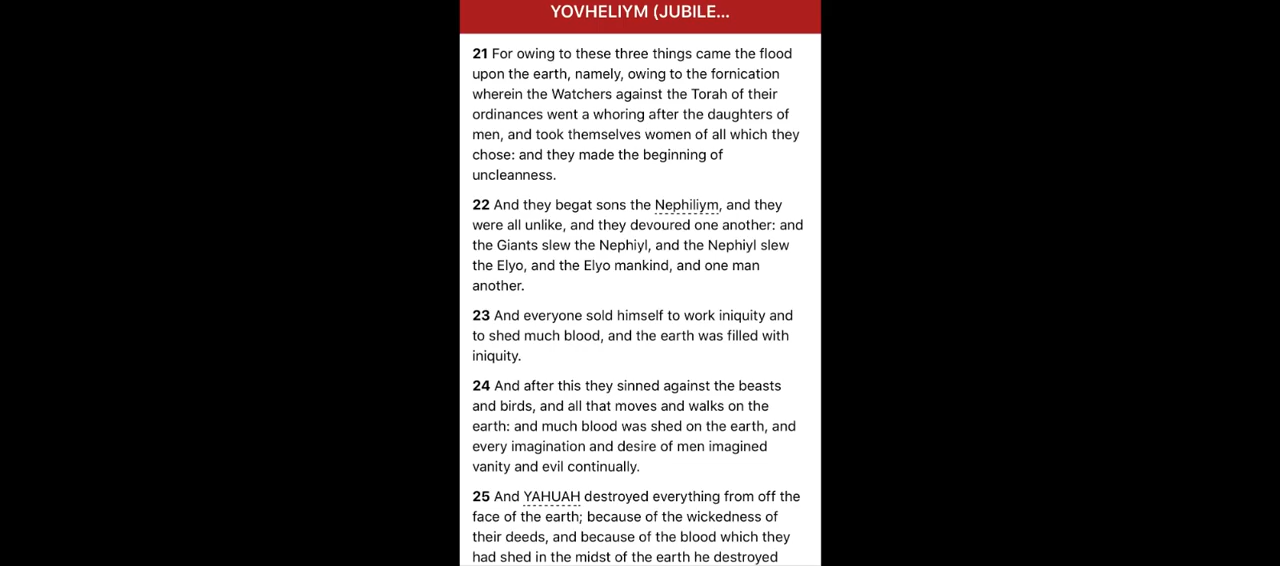 YOVHELIYM (JUBILE...
21 For owing to these three things came the flood
upon the earth, namely, owing to the fornication
wherein the Watchers against the Torah of their
ordinances went a whoring after the daughters of
men, and took themselves women of all which they
chose: and they made the beginning of
uncleanness.
22 And they begat sons the Nephiliym, and they
were all unlike, and they devoured one another: and
the Giants slew the Nephiyl, and the Nephiyl slew
the Elyo, and the Elyo mankind, and one man
another.
23 And everyone sold himself to work iniquity and
to shed much blood, and the earth was filled with
iniquity.
24 And after this they sinned against the beasts
and birds, and all that moves and walks on the
earth: and much blood was shed on the earth, and
every imagination and desire of men imagined
vanity and evil continually.
25 And YAHUAH destroyed everything from off the
face of the earth; because of the wickedness of
their deeds, and because of the blood which they
had shed in the midst of the earth he destroyed